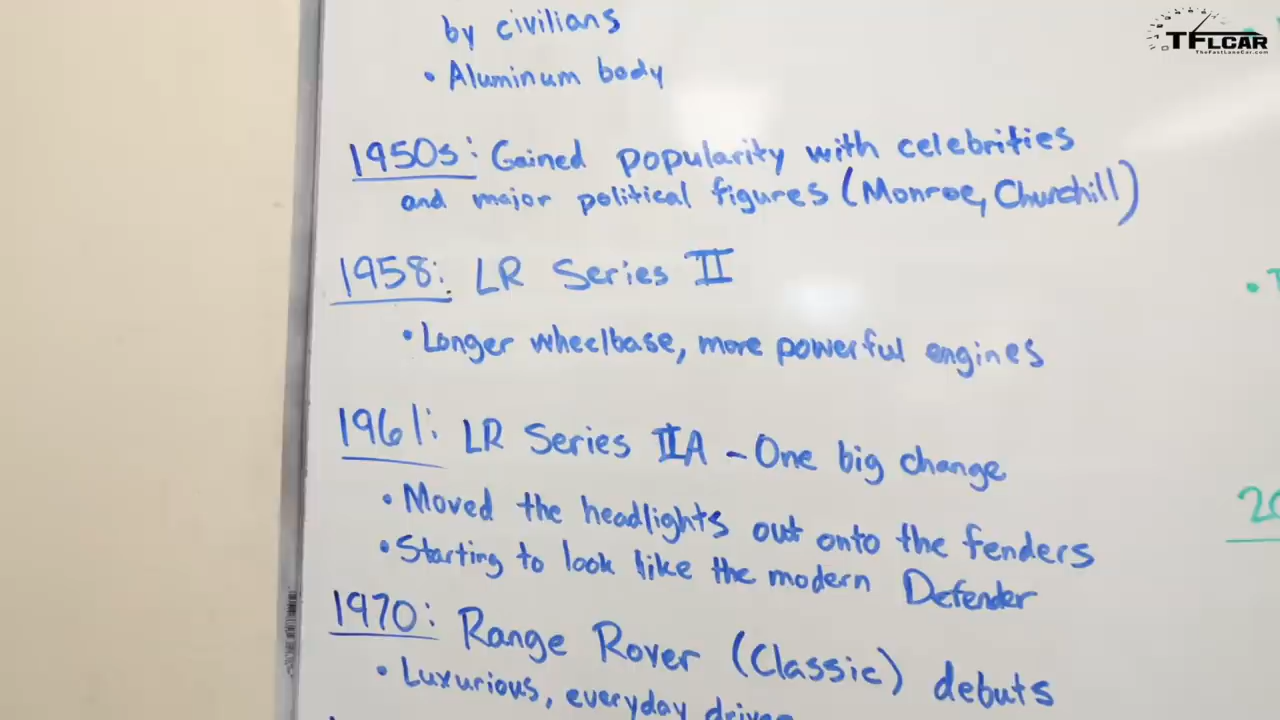 TFLCAR
TheFastLaneCar.com
by civilians
• Aluminum body
1950s: Gained popularity with celebrities
and major political figures (Monroe, Churchill)
1958: LR Series II
• Longer wheelbase, more powerful engines
1961: LR Series IIA - One big change
• Moved the headlights out onto the fenders
• Starting to look like the modern Defender
1970: Range Rover (Classic) debuts
• Luxurious, everyday